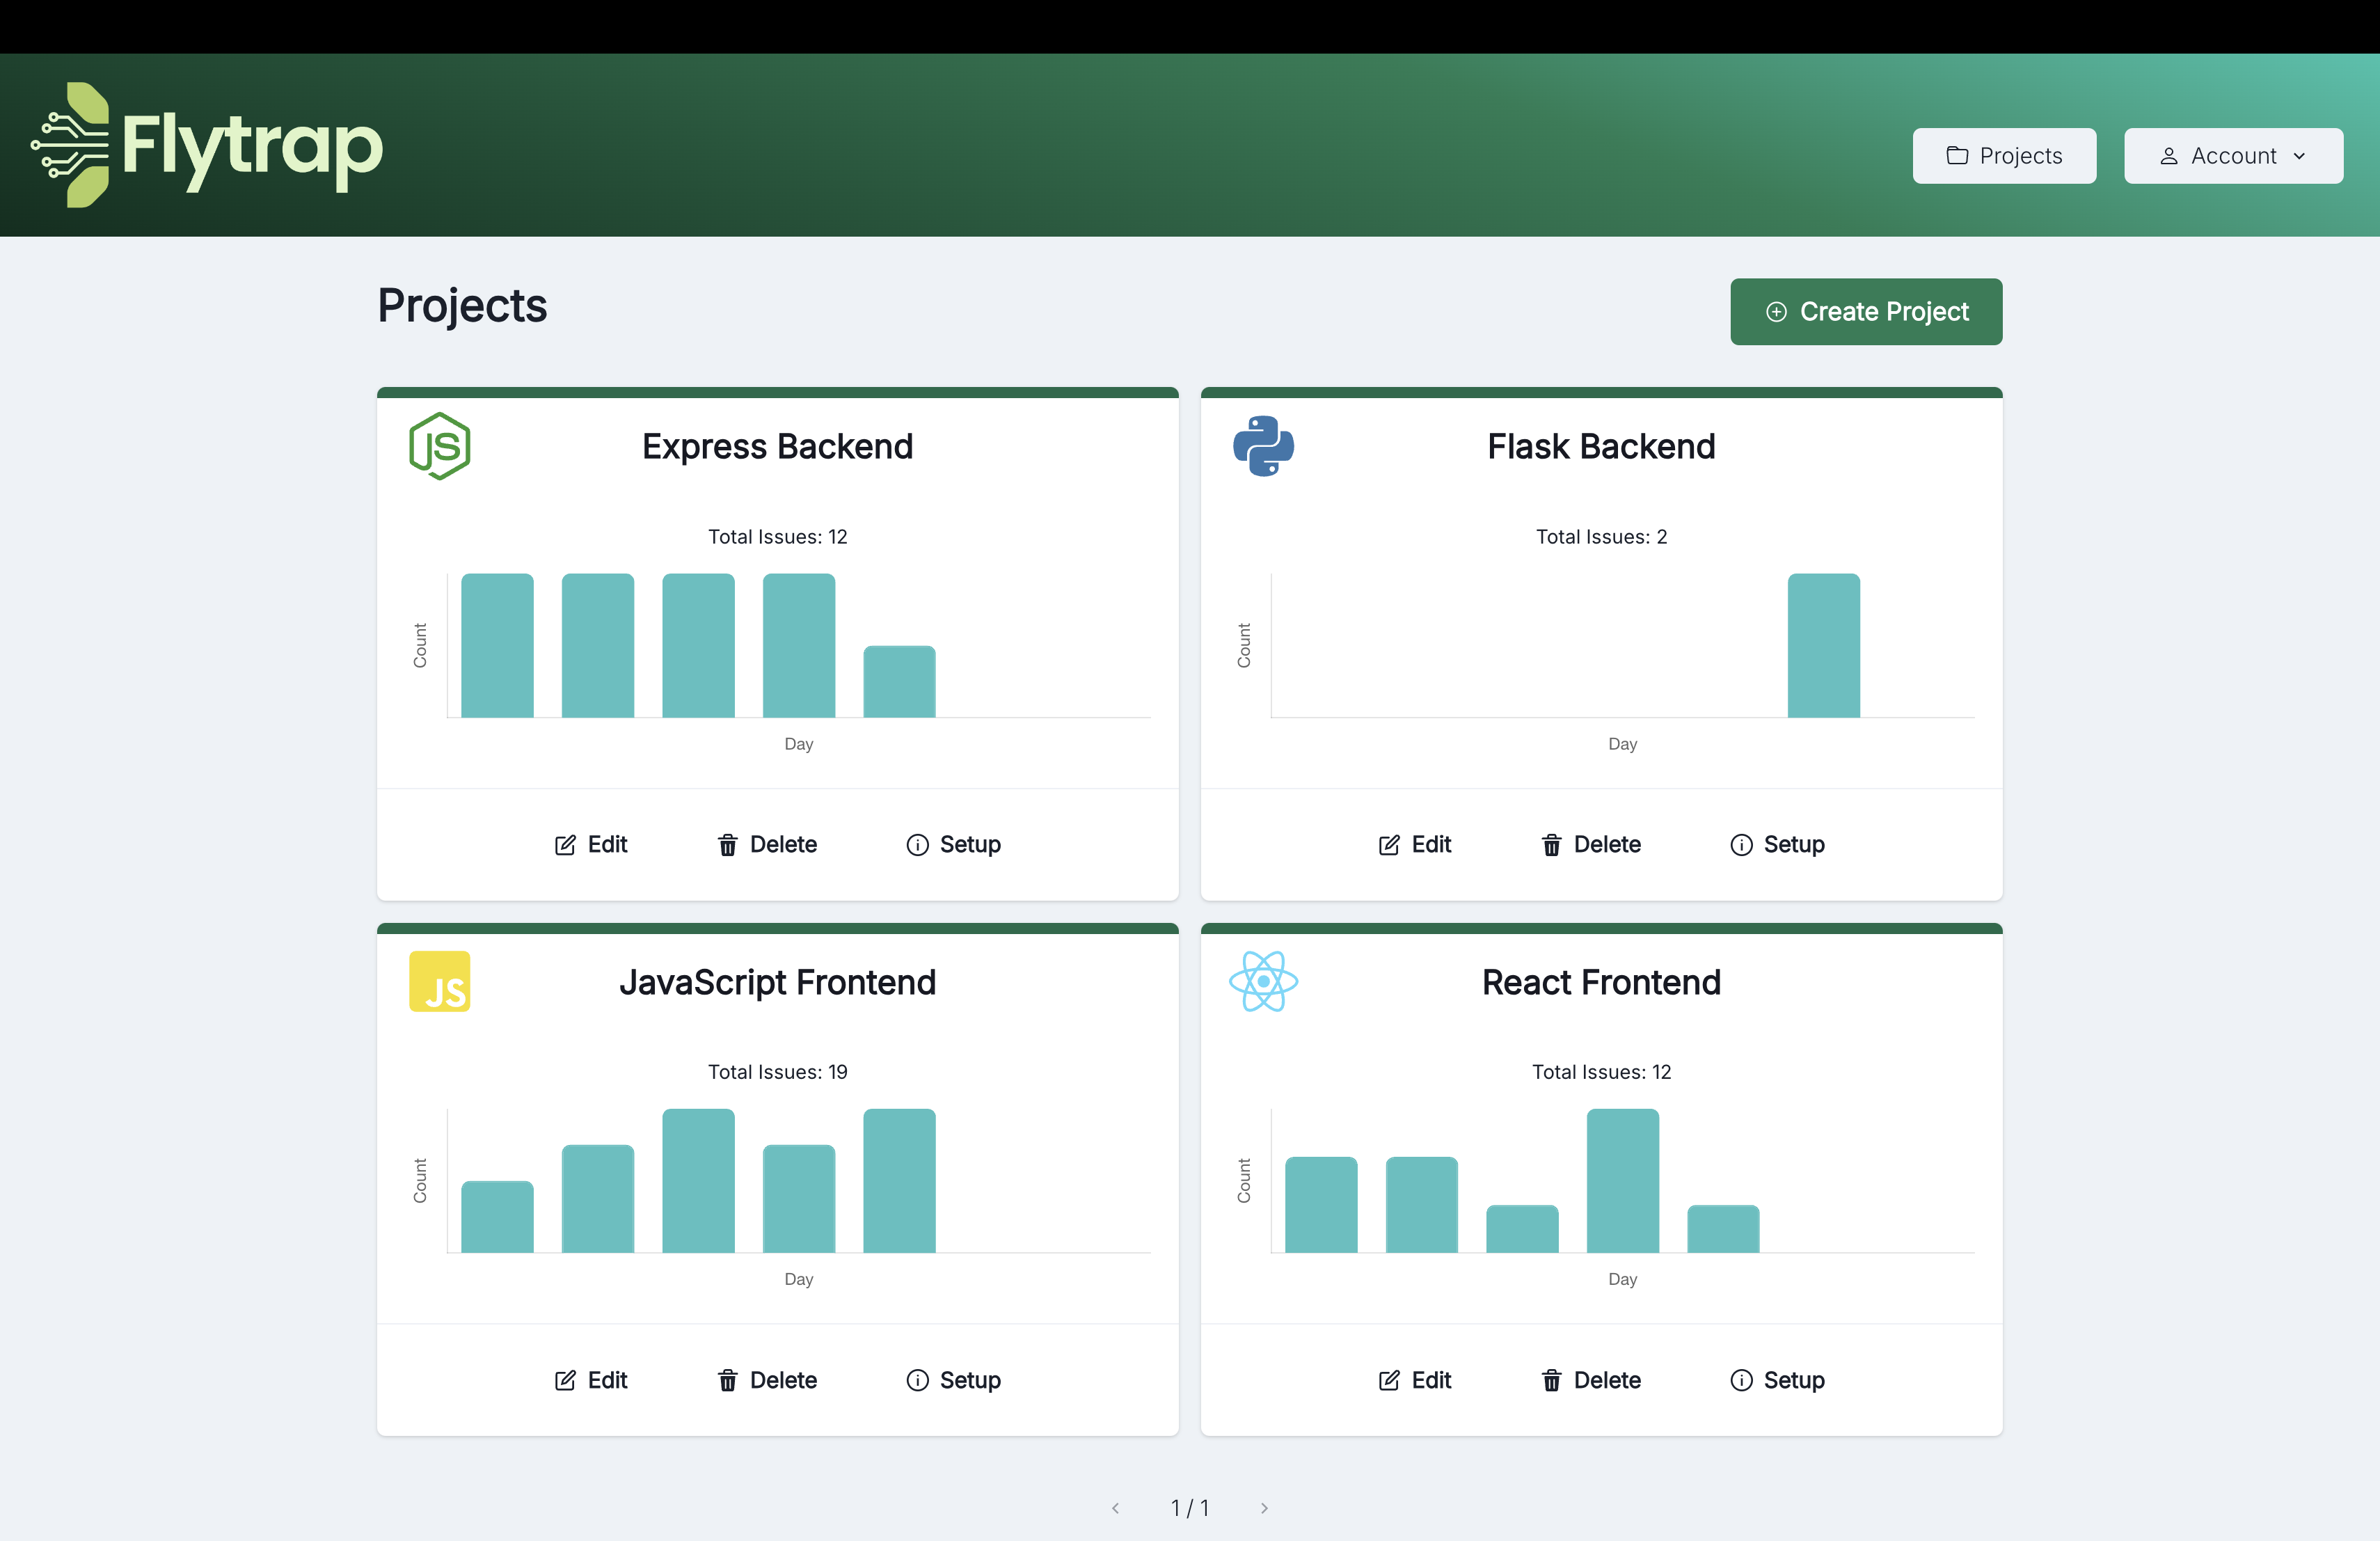 Flytrap
Projects
Account
Projects
Create Project
JS
Express Backend
Total Issues: 12
Count
Day
Edit
Delete
Setup
Flask Backend
Total Issues: 2
Count
Day
Edit
Delete
Setup
JS
JavaScript Frontend
Total Issues: 19
Count
Day
Edit
Delete
Setup
React Frontend
Total Issues: 12
Count
Day
Edit
Delete
Setup
1 / 1